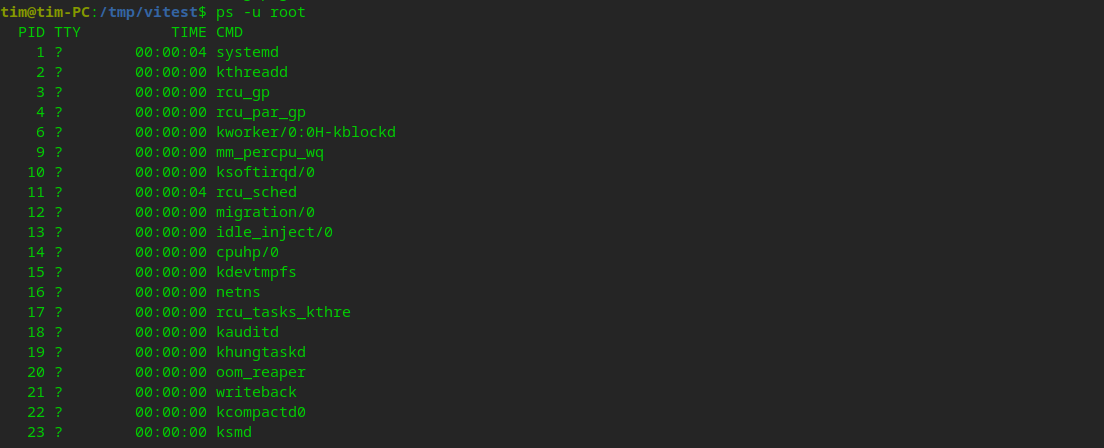 tim@tim-PC:/tmp/vitest$ ps -u root
PID TTY TIME CMD
1 ? 00:00:04 systemd
2 ? 00:00:00 kthreadd
3 ? 00:00:00 rcu_gp
4 ? 00:00:00 rcu_par_gp
6 ? 00:00:00 kworker/0:0H-kblockd
9 ? 00:00:00 mm_percpu_wq
10 ? 00:00:00 ksoftirqd/0
11 ? 00:00:04 rcu_sched
12 ? 00:00:00 migration/0
13 ? 00:00:00 idle_inject/0
14 ? 00:00:00 cpuhp/0
15 ? 00:00:00 kdevtmpfs
16 ? 00:00:00 netns
17 ? 00:00:00 rcu_tasks_kthre
18 ? 00:00:00 kauditd
19 ? 00:00:00 khungtaskd
20 ? 00:00:00 oom_reaper
21 ? 00:00:00 writeback
22 ? 00:00:00 kcompactd0
23 ? 00:00:00 ksmd